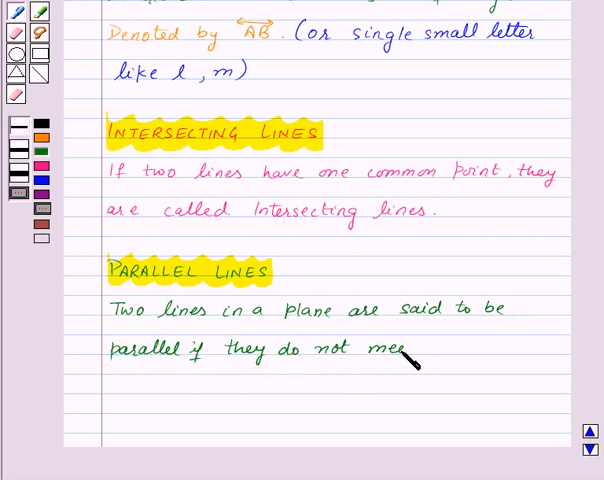 Denoted by AB. (or single small letter
like l, m)
INTERSECTING LINES
If two lines have one common point, they
are called Intersecting lines.
PARALLEL LINES
Two lines in a plane are said to be
parallel if they do not mee